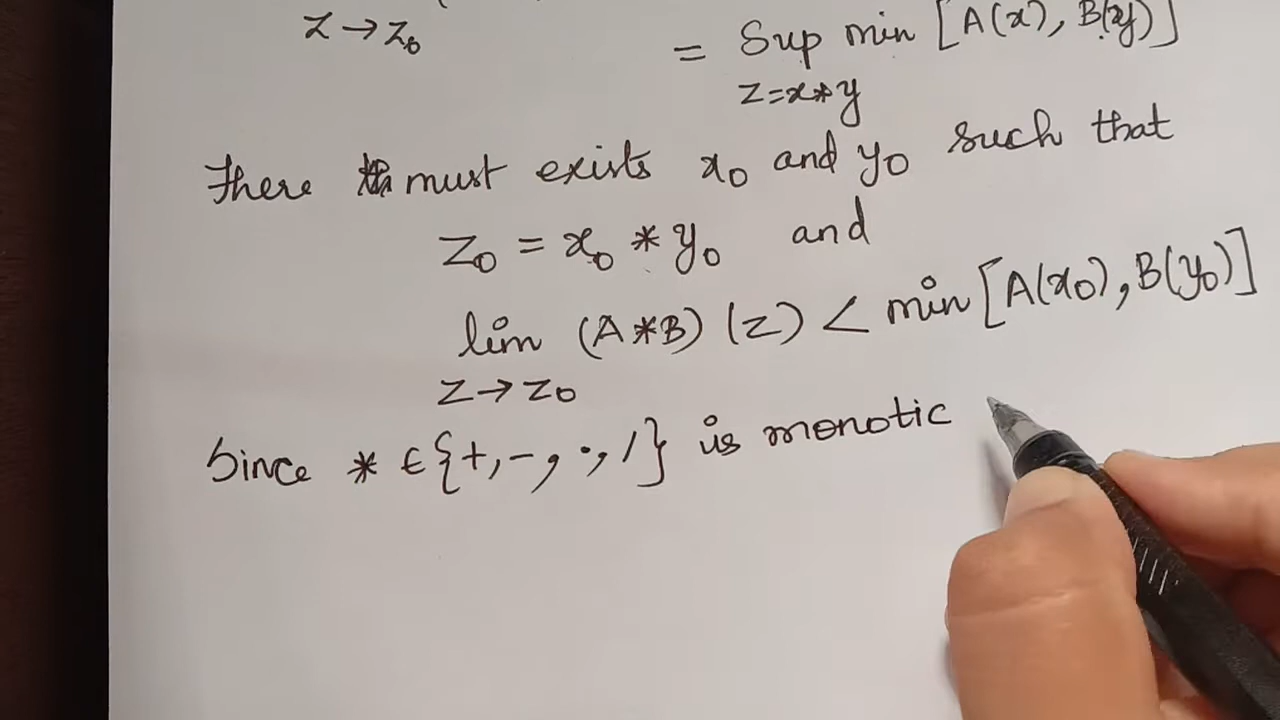 z→z₀
= Sup min [A(x), B(y)]
z=x*y
There must exists x₀ and y₀ such that
z₀ = x₀ * y₀ and
lim (A*B)(z) < min[A(x₀), B(y₀)]
z→z₀
Since * ∈ {+, -, ·, /} is monotic